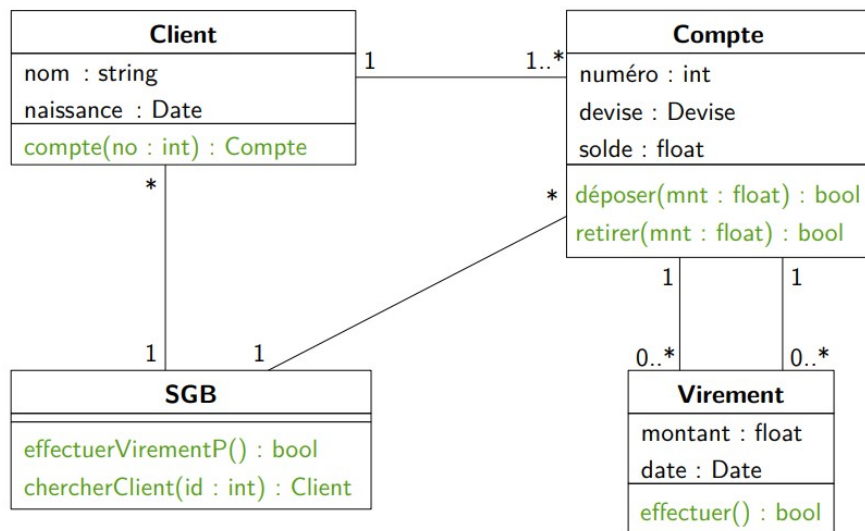 Client
nom : string
naissance : Date
compte(no : int) : Compte
1
1..*
Compte
numéro : int
devise : Devise
solde : float
déposer(mnt : float) : bool
retirer(mnt : float) : bool
*
*
1
1
1
1
0..*
0..*
SGB
effectuerVirementP() : bool
chercherClient(id : int) : Client
Virement
montant : float
date : Date
effectuer() : bool